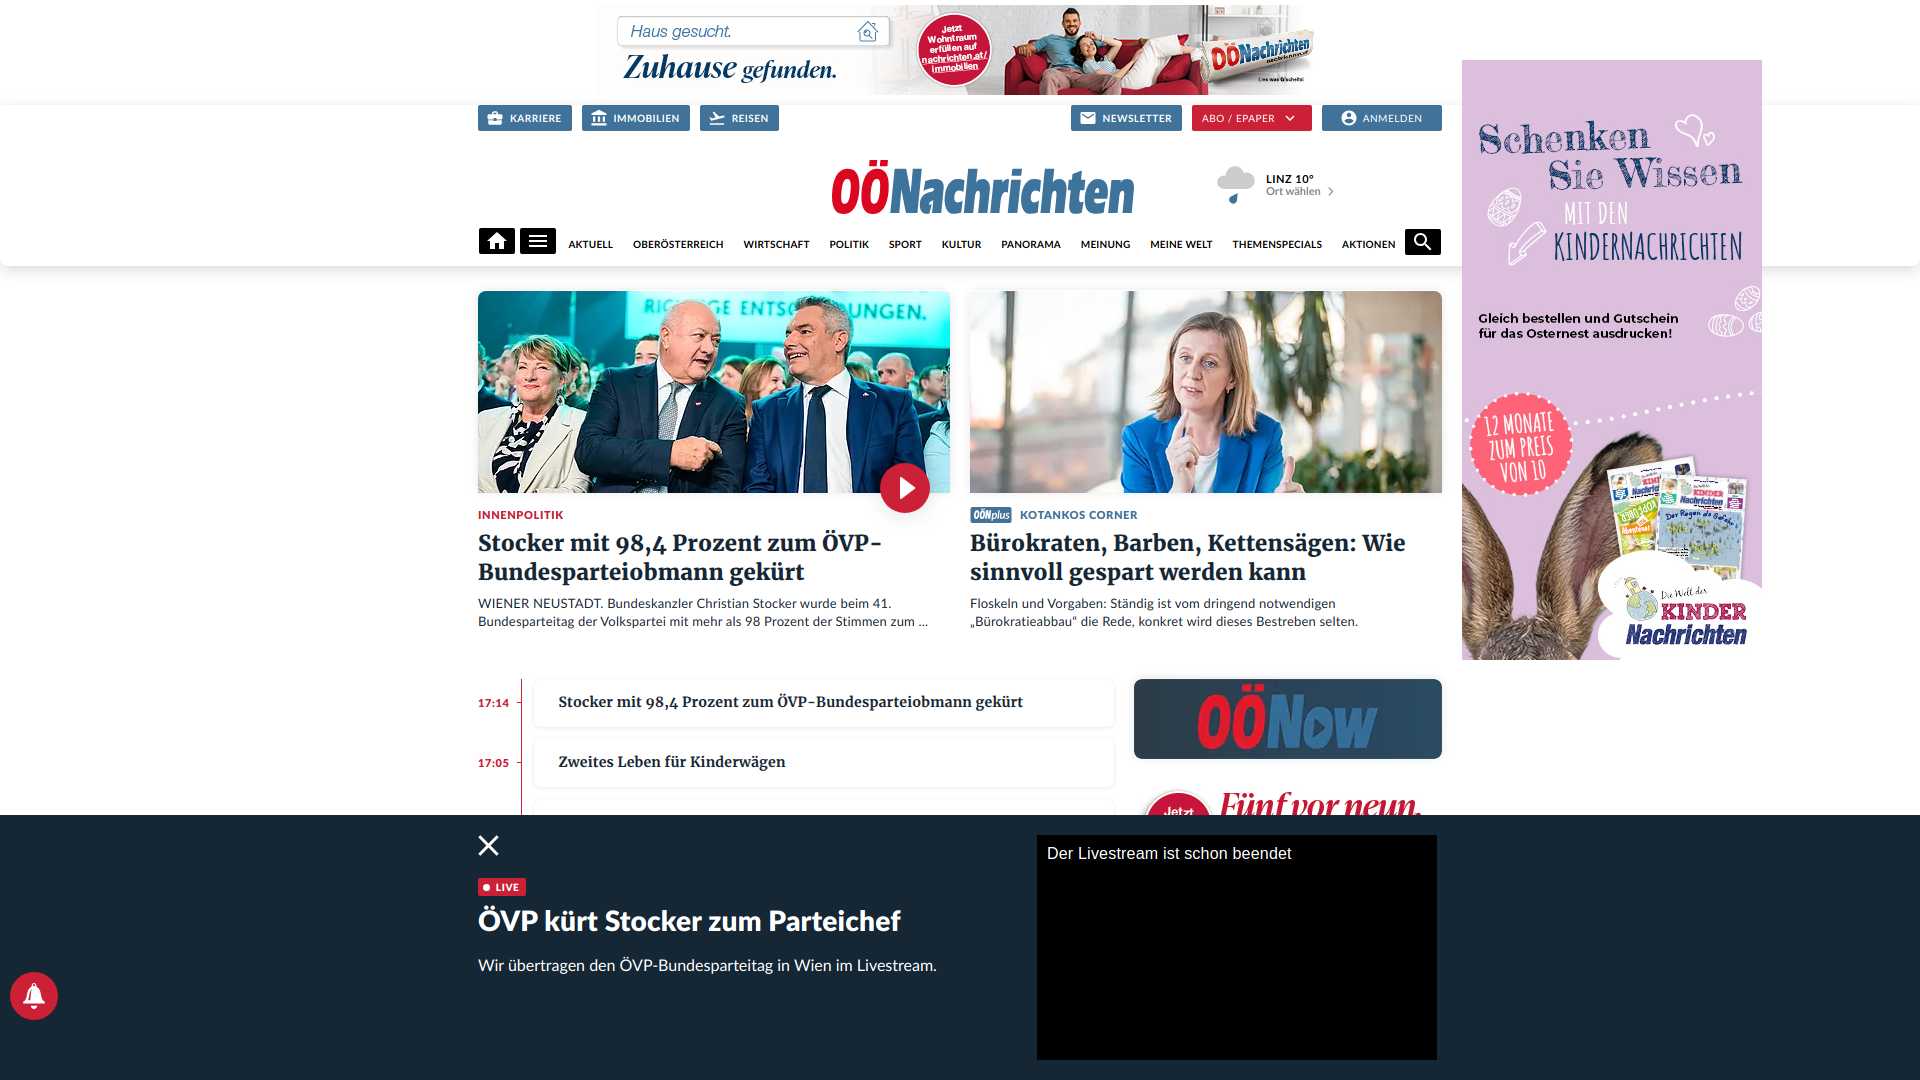 Haus gesucht.
Zuhause gefunden.
Jetzt
Wohntraum
erfüllen auf
nachrichten.at/
immobilien
OÖNachrichten
Lies was G'scheits!
KARRIERE
IMMOBILIEN
REISEN
NEWSLETTER
ABO / EPAPER
ANMELDEN
OÖNachrichten
LINZ 10°
Ort wählen
AKTUELL
OBERÖSTERREICH
WIRTSCHAFT
POLITIK
SPORT
KULTUR
PANORAMA
MEINUNG
MEINE WELT
THEMENSPECIALS
AKTIONEN
Schenken
Sie Wissen
MIT DEN
KINDERNACHRICHTEN
Gleich bestellen und Gutschein
für das Osternest ausdrucken!
12 MONATE
ZUM PREIS
VON 10
Die Welt der
KINDER
Nachrichten
INNENPOLITIK
Stocker mit 98,4 Prozent zum ÖVP-
Bundesparteiobmann gekürt
WIENER NEUSTADT. Bundeskanzler Christian Stocker wurde beim 41.
Bundesparteitag der Volkspartei mit mehr als 98 Prozent der Stimmen zum ...
OÖNplus KOTANKOS CORNER
Bürokraten, Barben, Kettensägen: Wie
sinnvoll gespart werden kann
Floskeln und Vorgaben: Ständig ist vom dringend notwendigen
„Bürokratieabbau“ die Rede, konkret wird dieses Bestreben selten.
17:14 Stocker mit 98,4 Prozent zum ÖVP-Bundesparteiobmann gekürt
17:05 Zweites Leben für Kinderwägen
OÖNow
Jetzt
Fünf vor neun.
LIVE
ÖVP kürt Stocker zum Parteichef
Wir übertragen den ÖVP-Bundesparteitag in Wien im Livestream.
Der Livestream ist schon beendet